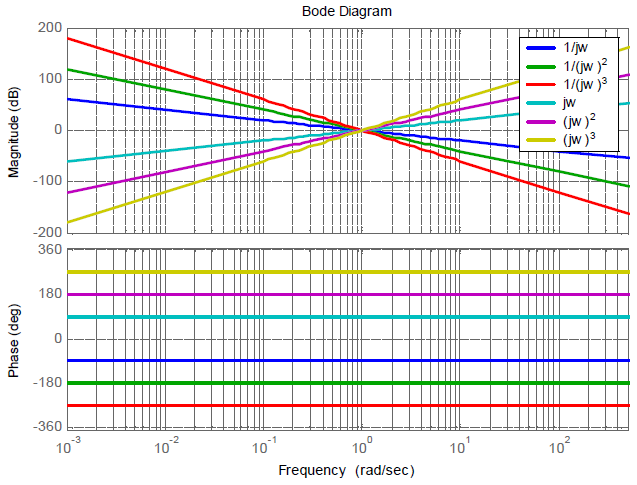 Bode Diagram
Magnitude (dB)
200
100
0
-100
-200
1/jw
1/(jw )²
1/(jw )³
jw
(jw )²
(jw )³
Phase (deg)
360
180
0
-180
-360
10⁻³ 10⁻² 10⁻¹ 10⁰ 10¹ 10²
Frequency (rad/sec)